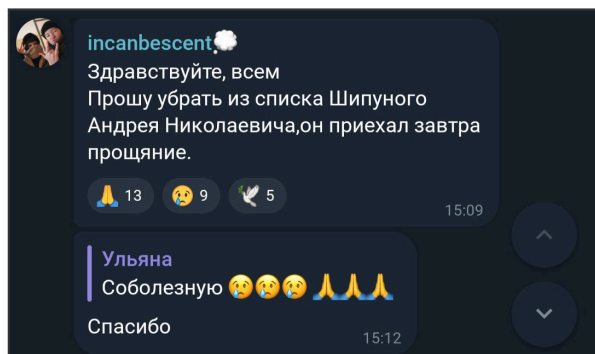 incanbescent
Здравствуйте, всем
Прошу убрать из списка Шипуного
Андрея Николаевича,он приехал завтра
прощяние.
🙏 13 😢 9 🕊 5
15:09
Ульяна
Соболезную 😢😢😢 🙏🙏🙏
Спасибо
15:12